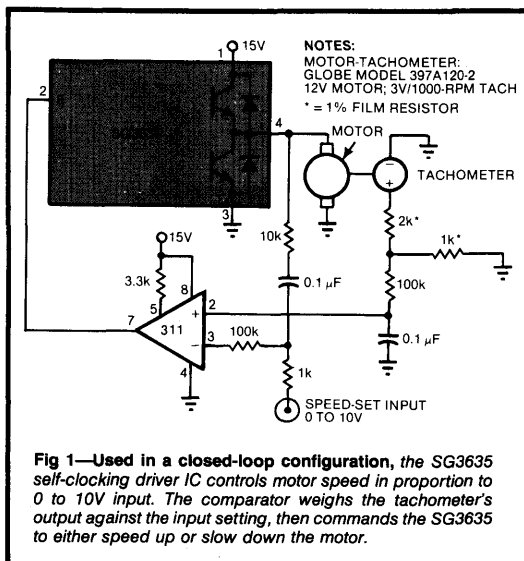 15V
NOTES:
MOTOR-TACHOMETER:
GLOBE MODEL 397A120-2
12V MOTOR; 3V/1000-RPM TACH
* = 1% FILM RESISTOR
1
2
4
3
MOTOR
−
+
TACHOMETER
2k*
1k*
10k
0.1 µF
100k
0.1 µF
15V
3.3k
5
8
7
311
+
2
−
3
4
100k
1k
SPEED-SET INPUT
0 TO 10V
Fig 1—Used in a closed-loop configuration, the SG3635
self-clocking driver IC controls motor speed in proportion to
0 to 10V input. The comparator weighs the tachometer's
output against the input setting, then commands the SG3635
to either speed up or slow down the motor.